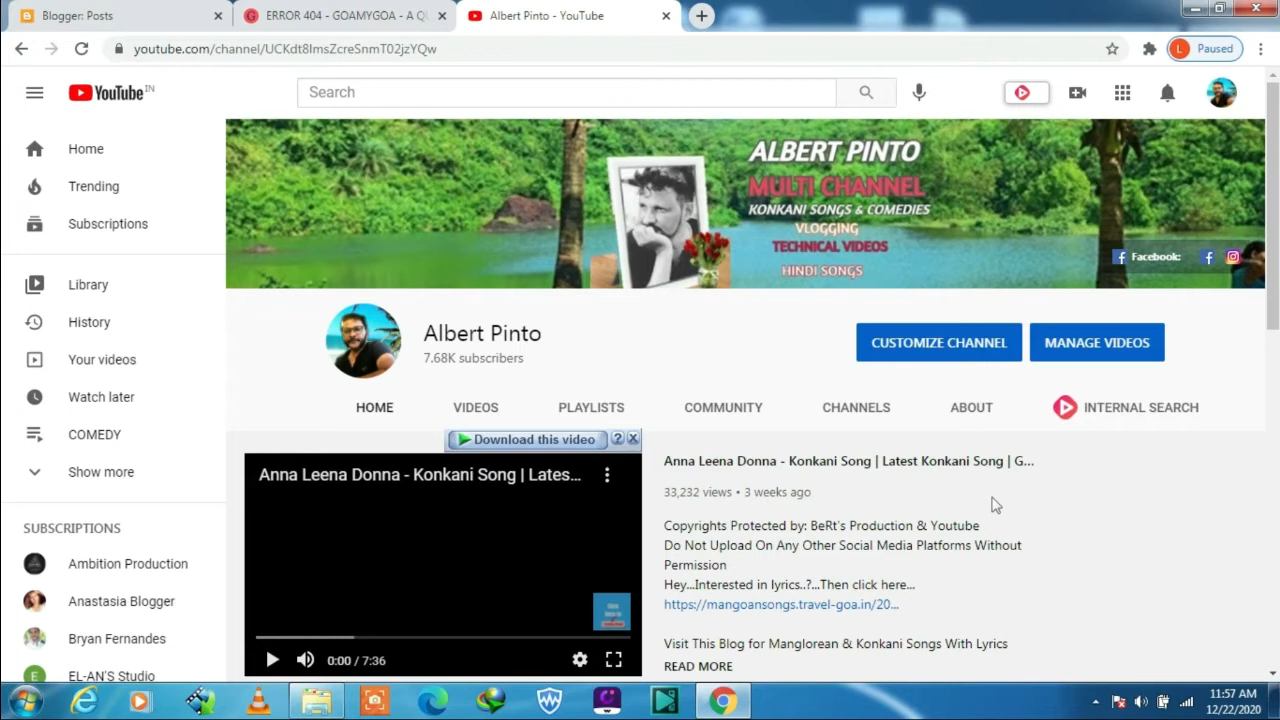 Blogger: Posts
ERROR 404 - GOAMYGOA - A QU
Albert Pinto - YouTube
youtube.com/channel/UCKdt8ImsZcreSnmT02jzYQw
L Paused
YouTube IN
Search
Home
Trending
Subscriptions
Library
History
Your videos
Watch later
COMEDY
Show more
SUBSCRIPTIONS
Ambition Production
Anastasia Blogger
Bryan Fernandes
E EL-AN'S Studio
ALBERT PINTO
MULTI CHANNEL
KONKANI SONGS & COMEDIES
VLOGGING
TECHNICAL VIDEOS
HINDI SONGS
Facebook:
Albert Pinto
7.68K subscribers
CUSTOMIZE CHANNEL
MANAGE VIDEOS
HOME
VIDEOS
PLAYLISTS
COMMUNITY
CHANNELS
ABOUT
INTERNAL SEARCH
Download this video
Anna Leena Donna - Konkani Song | Lates...
0:00 / 7:36
Anna Leena Donna - Konkani Song | Latest Konkani Song | G...
33,232 views • 3 weeks ago
Copyrights Protected by: BeRt's Production & Youtube
Do Not Upload On Any Other Social Media Platforms Without
Permission
Hey...Interested in lyrics..?...Then click here...
https://mangoansongs.travel-goa.in/20...
Visit This Blog for Manglorean & Konkani Songs With Lyrics
READ MORE
11:57 AM
12/22/2020